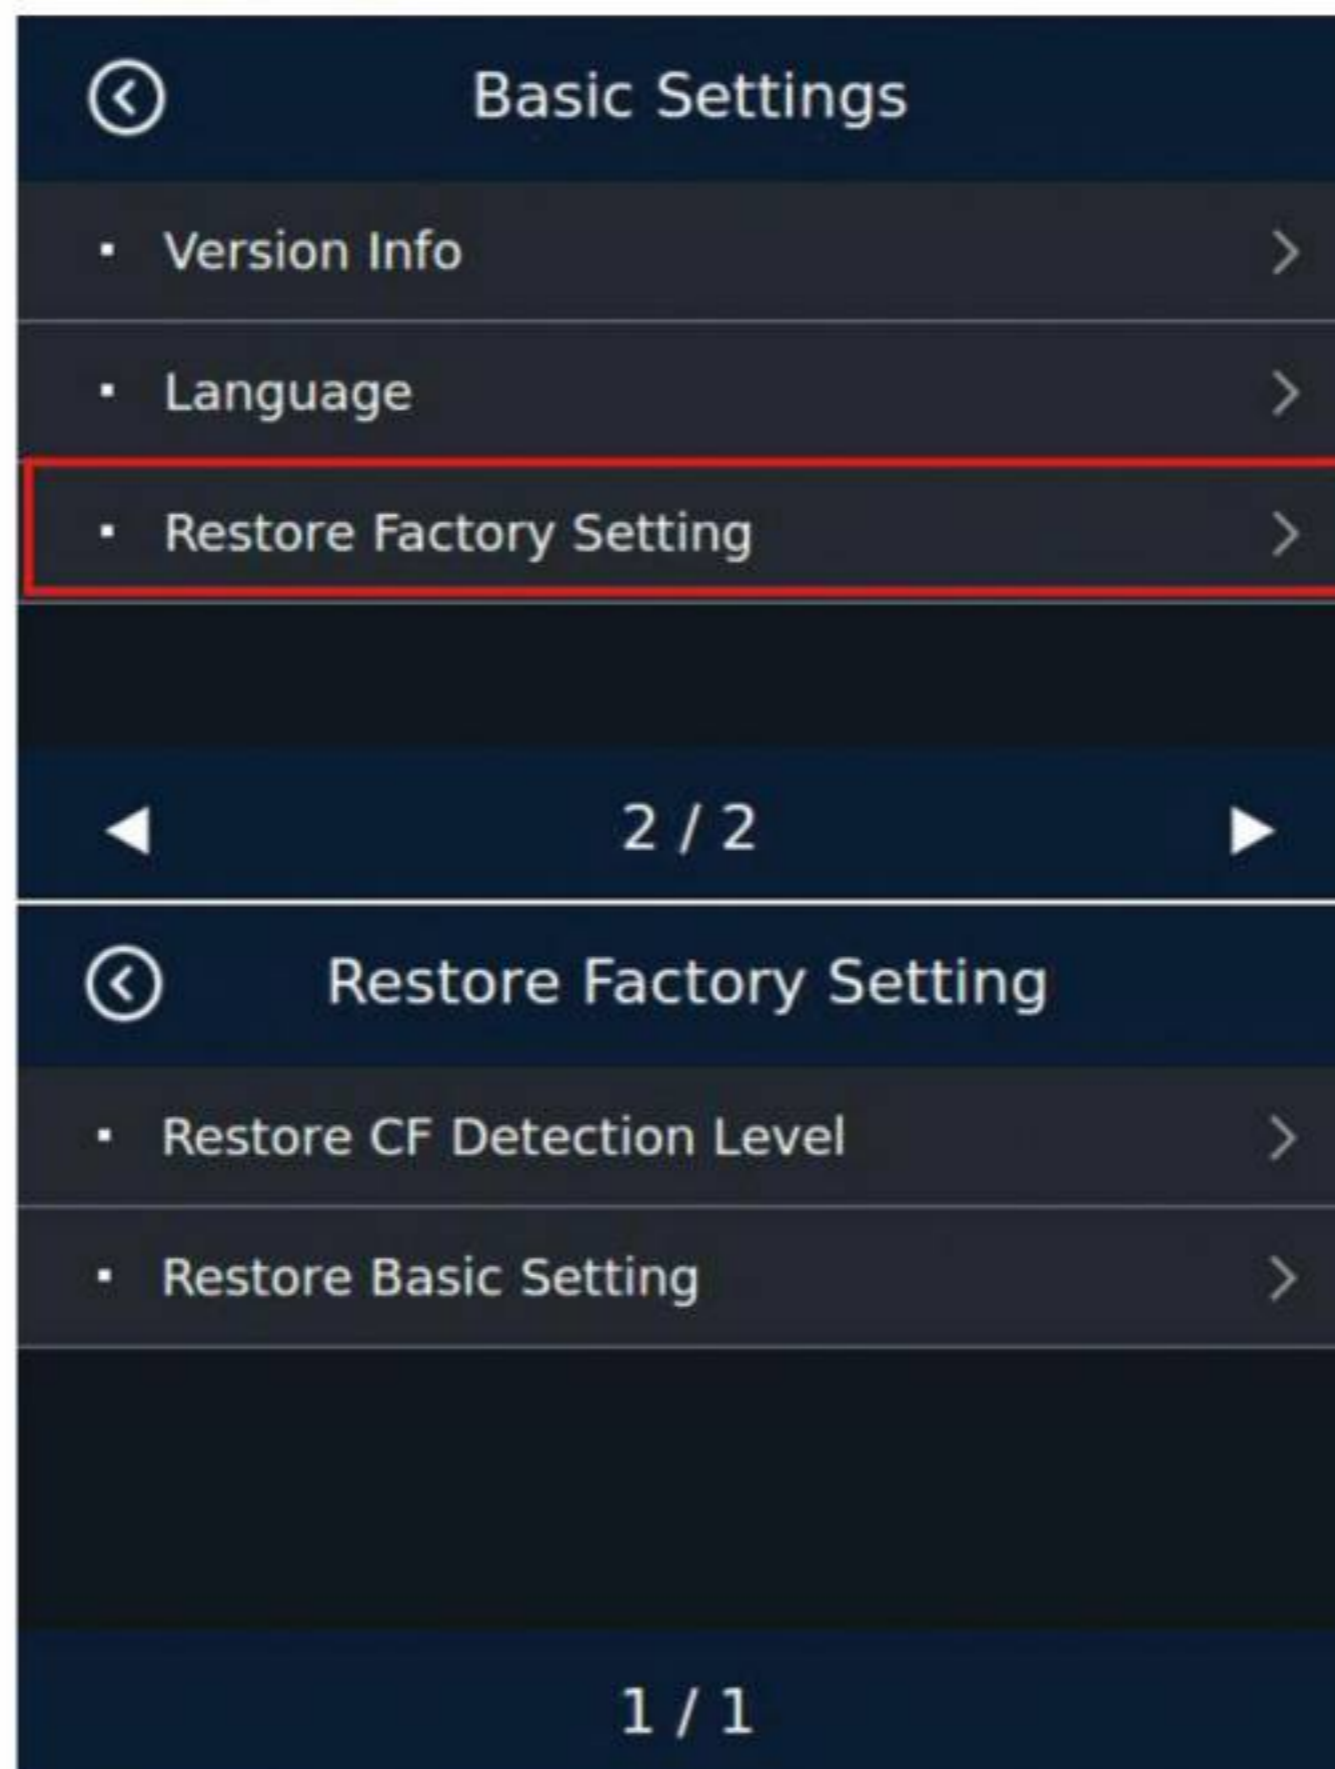 Basic Settings
Version Info
Language
Restore Factory Setting
2 / 2
Restore Factory Setting
Restore CF Detection Level
Restore Basic Setting
1 / 1